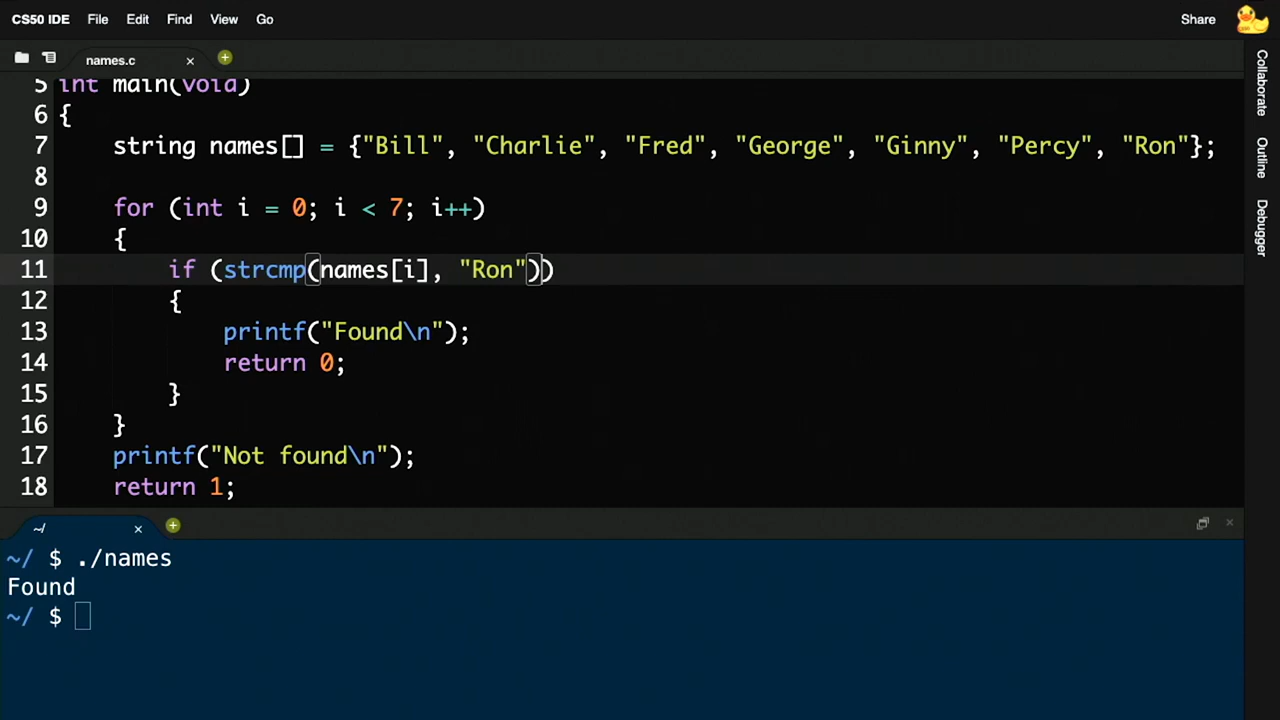 CS50 IDE File Edit Find View Go Share
names.c
5 int main(void)
6 {
7 string names[] = {"Bill", "Charlie", "Fred", "George", "Ginny", "Percy", "Ron"};
8
9 for (int i = 0; i < 7; i++)
10 {
11 if (strcmp(names[i], "Ron"))
12 {
13 printf("Found\n");
14 return 0;
15 }
16 }
17 printf("Not found\n");
18 return 1;
~/
~/ $ ./names
Found
~/ $
Collaborate
Outline
Debugger